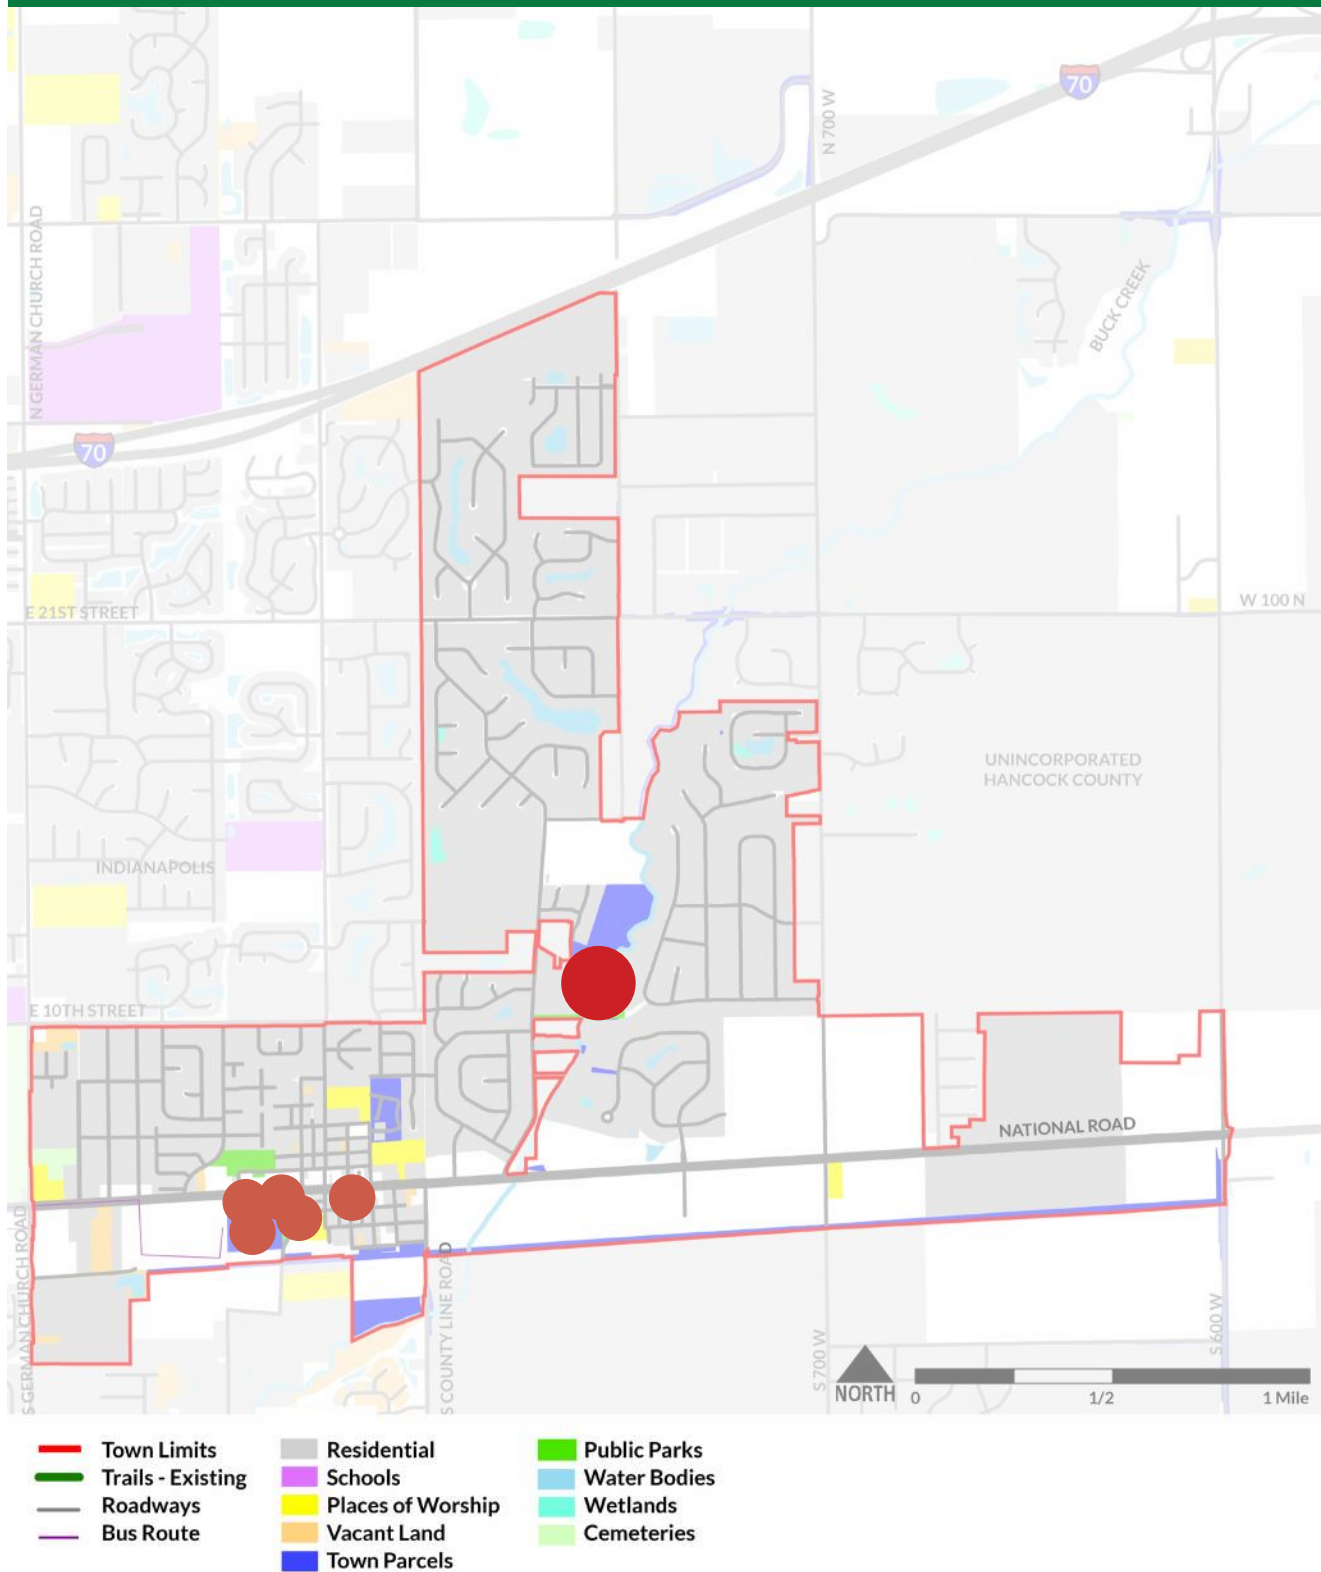 70
N 700 W
N GERMAN CHURCH ROAD
BUCK CREEK
70
E 21ST STREET
W 100 N
UNINCORPORATED
HANCOCK COUNTY
INDIANAPOLIS
E 10TH STREET
NATIONAL ROAD
S GERMAN CHURCH ROAD
S COUNTY LINE ROAD
S 700 W
S 600 W
NORTH
0
1/2
1 Mile
Town Limits
Trails - Existing
Roadways
Bus Route
Residential
Schools
Places of Worship
Vacant Land
Town Parcels
Public Parks
Water Bodies
Wetlands
Cemeteries